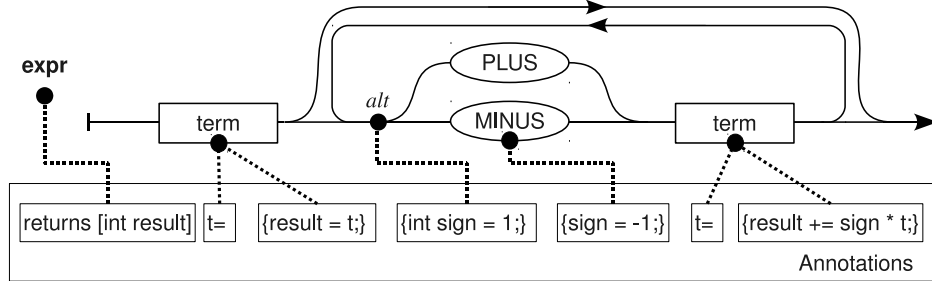 PLUS
expr
alt
term
MINUS
term
returns [int result] t= {result = t;} {int sign = 1;} {sign = -1;} t= {result += sign * t;}
Annotations